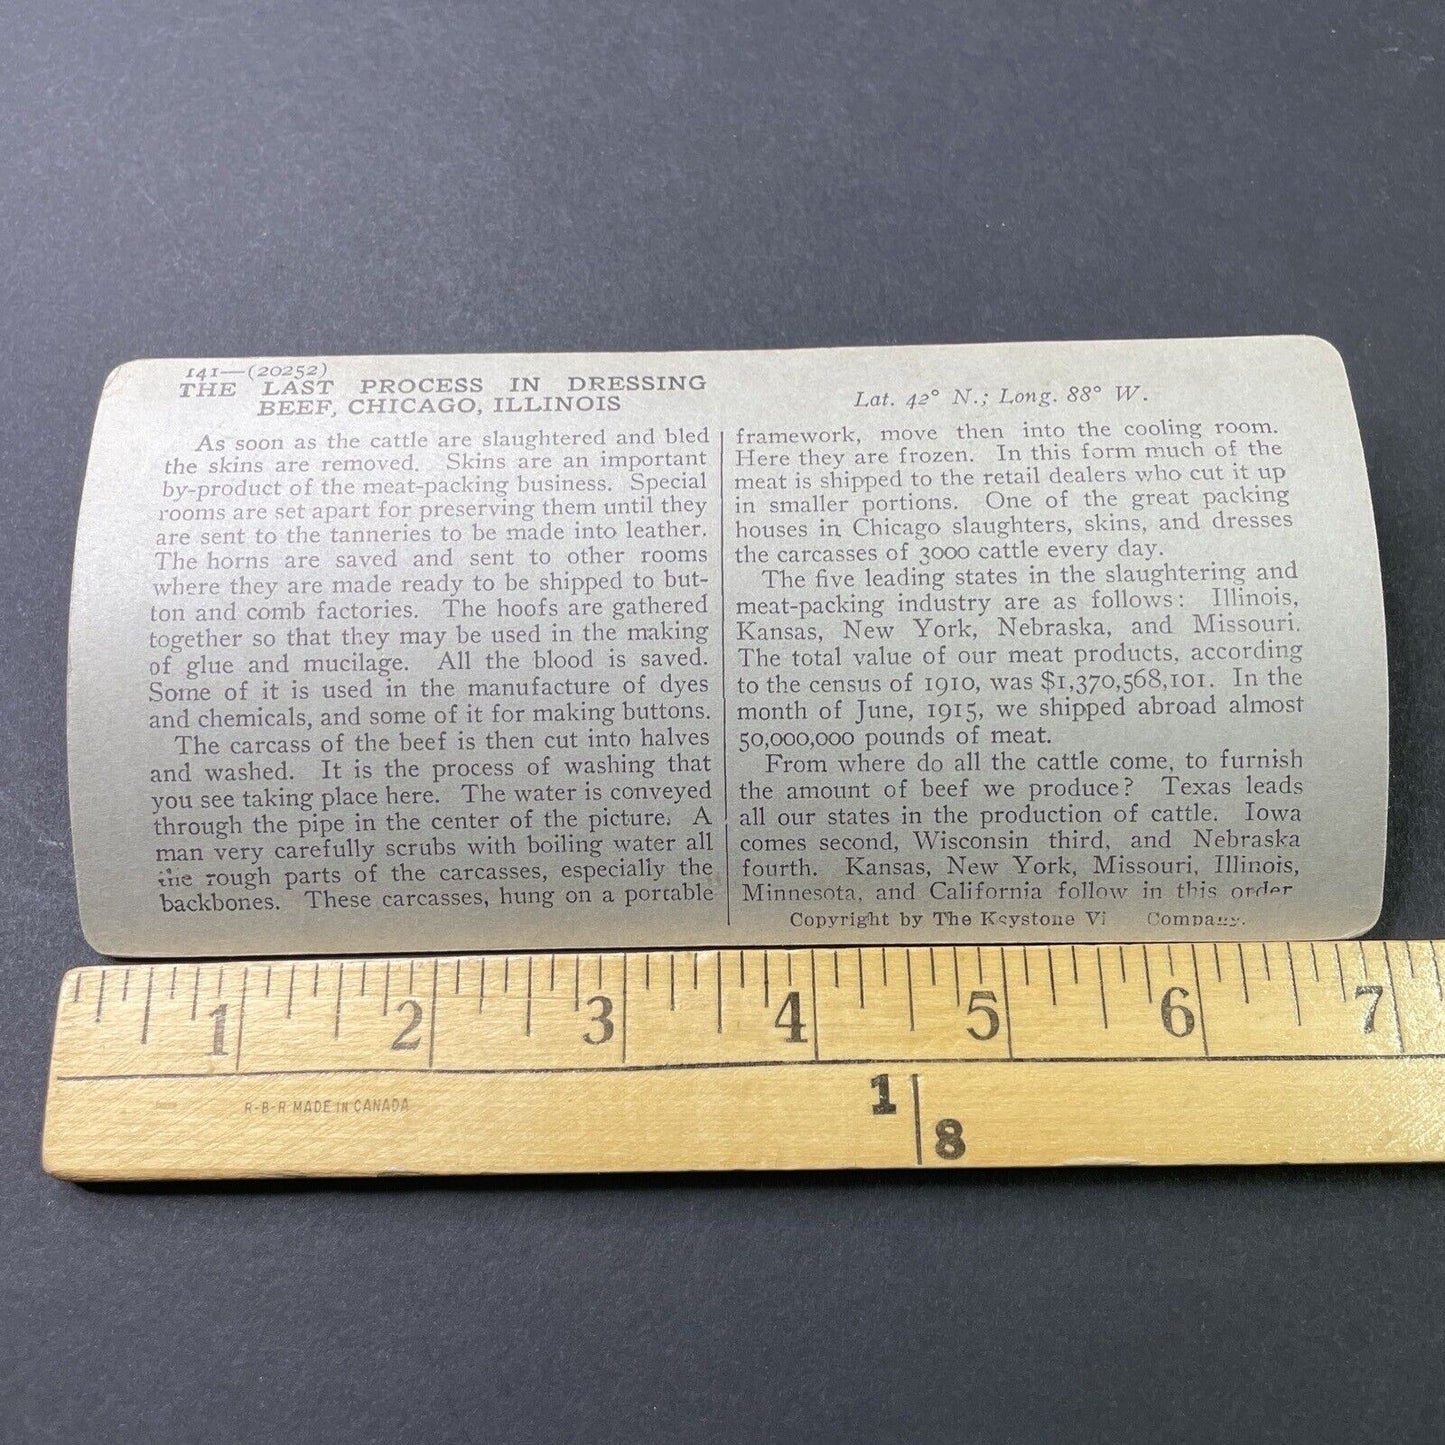 141—(20252)
THE LAST PROCESS IN DRESSING
BEEF, CHICAGO, ILLINOIS
As soon as the cattle are slaughtered and bled
the skins are removed. Skins are an important
by-product of the meat-packing business. Special
rooms are set apart for preserving them until they
are sent to the tanneries to be made into leather.
The horns are saved and sent to other rooms
where they are made ready to be shipped to but-
ton and comb factories. The hoofs are gathered
together so that they may be used in the making
of glue and mucilage. All the blood is saved.
Some of it is used in the manufacture of dyes
and chemicals, and some of it for making buttons.
The carcass of the beef is then cut into halves
and washed. It is the process of washing that
you see taking place here. The water is conveyed
through the pipe in the center of the picture. A
man very carefully scrubs with boiling water all
the rough parts of the carcasses, especially the
backbones. These carcasses, hung on a portable
Lat. 42° N.; Long. 88° W.
framework, move then into the cooling room.
Here they are frozen. In this form much of the
meat is shipped to the retail dealers who cut it up
in smaller portions. One of the great packing
houses in Chicago slaughters, skins, and dresses
the carcasses of 3000 cattle every day.
The five leading states in the slaughtering and
meat-packing industry are as follows: Illinois,
Kansas, New York, Nebraska, and Missouri.
The total value of our meat products, according
to the census of 1910, was $1,370,568,101. In the
month of June, 1915, we shipped abroad almost
50,000,000 pounds of meat.
From where do all the cattle come, to furnish
the amount of beef we produce? Texas leads
all our states in the production of cattle. Iowa
comes second, Wisconsin third, and Nebraska
fourth. Kansas, New York, Missouri, Illinois,
Minnesota, and California follow in this order
Copyright by The Keystone Vi Company.
1 2 3 4 5 6 7
R-B-R MADE IN CANADA
1 8